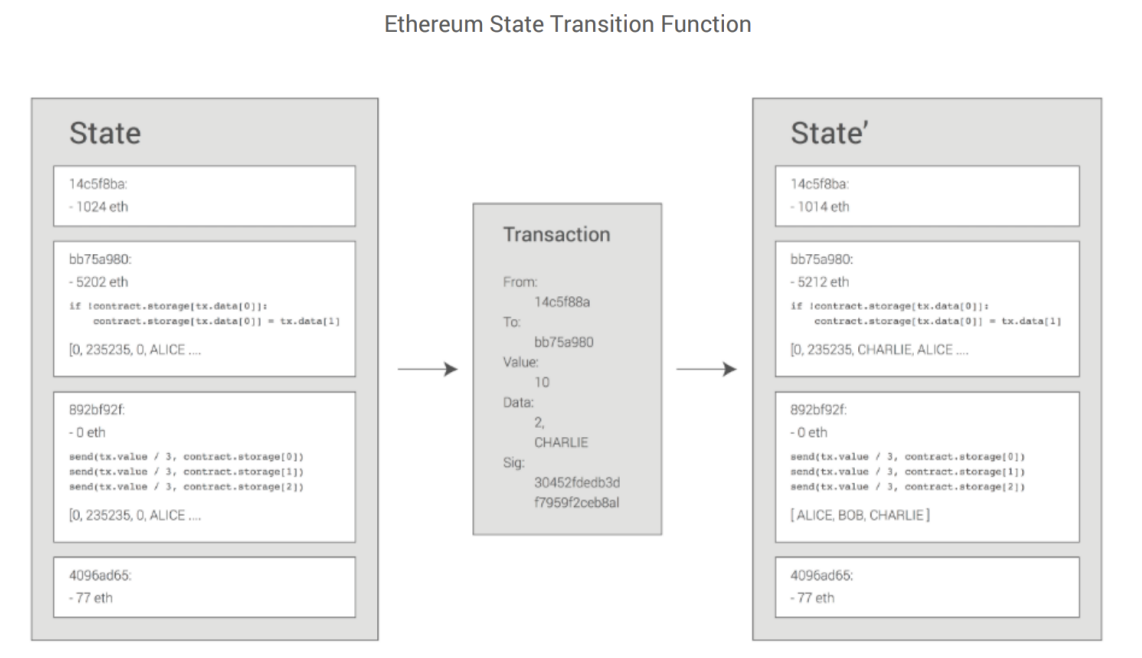 Ethereum State Transition Function
State
14c5f8ba:
- 1024 eth
bb75a980:
- 5202 eth
if !contract.storage[tx.data[0]]:
contract.storage[tx.data[0]] = tx.data[1]
[0, 235235, 0, ALICE ....
892bf92f:
- 0 eth
send(tx.value / 3, contract.storage[0])
send(tx.value / 3, contract.storage[1])
send(tx.value / 3, contract.storage[2])
[0, 235235, 0, ALICE ....
4096ad65:
- 77 eth
Transaction
From:
14c5f88a
To:
bb75a980
Value:
10
Data:
2,
CHARLIE
Sig:
30452fdedb3d
f7959f2ceb8al
State’
14c5f8ba:
- 1014 eth
bb75a980:
- 5212 eth
if !contract.storage[tx.data[0]]:
contract.storage[tx.data[0]] = tx.data[1]
[0, 235235, CHARLIE, ALICE ....
892bf92f:
- 0 eth
send(tx.value / 3, contract.storage[0])
send(tx.value / 3, contract.storage[1])
send(tx.value / 3, contract.storage[2])
[ ALICE, BOB, CHARLIE ]
4096ad65:
- 77 eth